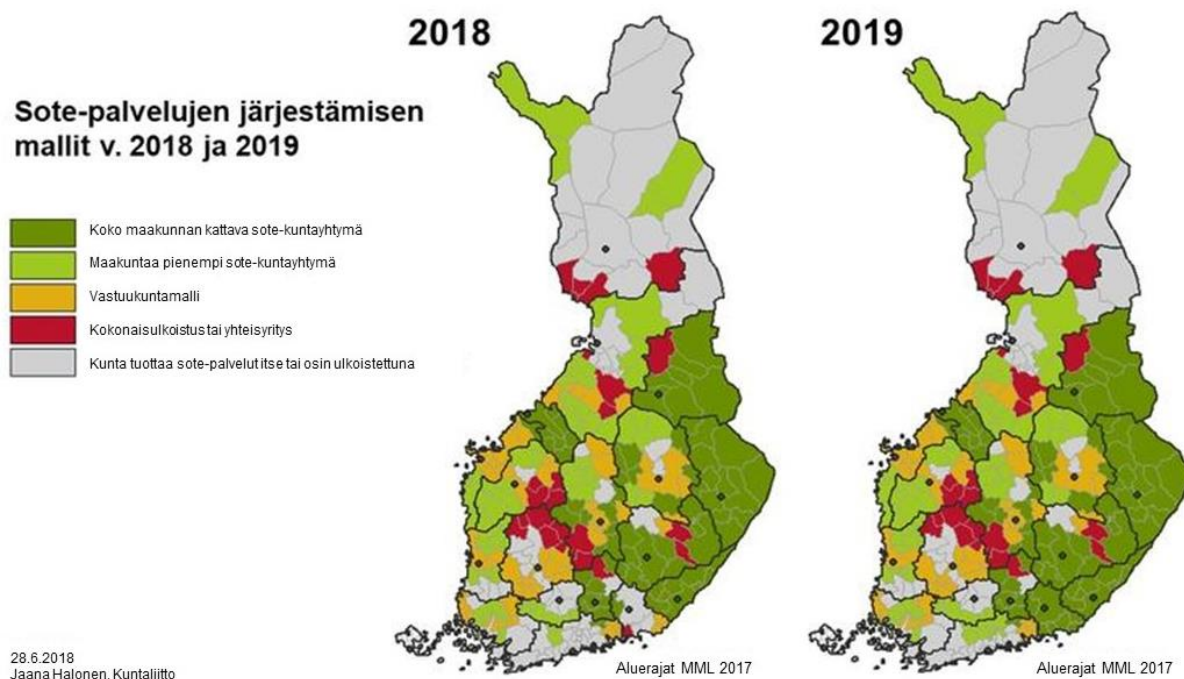 2018
2019
Sote-palvelujen järjestämisen
mallit v. 2018 ja 2019
Koko maakunnan kattava sote-kuntayhtymä
Maakuntaa pienempi sote-kuntayhtymä
Vastuukuntamalli
Kokonaisulkoistus tai yhteisyritys
Kunta tuottaa sote-palvelut itse tai osin ulkoistettuna
28.6.2018
Jaana Halonen, Kuntaliitto
Aluerajat MML 2017
Aluerajat MML 2017